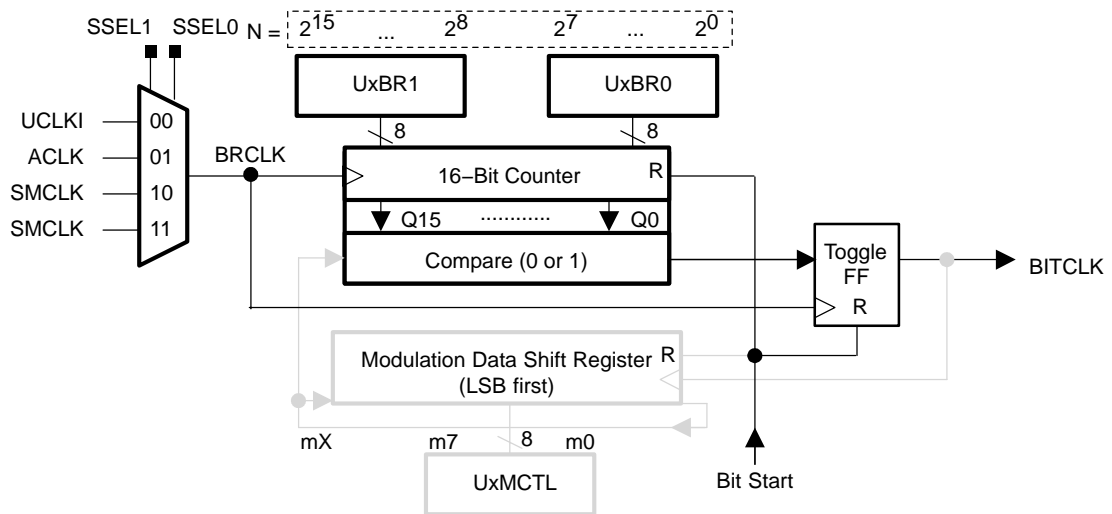 SSEL1 SSEL0 N = 2^15 ... 2^8 2^7 ... 2^0
UxBR1 UxBR0
8 8
UCLKI 00
ACLK 01
SMCLK 10
SMCLK 11
BRCLK
16−Bit Counter R
Q15 ............ Q0
Compare (0 or 1)
Toggle
FF
R
BITCLK
Modulation Data Shift Register R
(LSB first)
mX m7 8 m0
UxMCTL
Bit Start